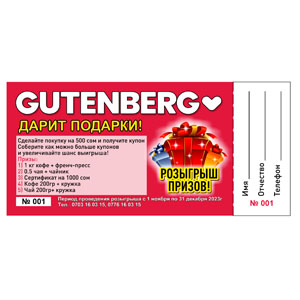 GUTENBERG
ДАРИТ ПОДАРКИ!
Сделайте покупку на 500 сом и получите купон
Соберите как можно больше купонов
и увеличивайте шанс выигрыша!
Призы:
1) 1 кг кофе + френч-пресс
2) 0.5 чая + чайник
3) Сертификат на 1000 сом
4) Кофе 200гр + кружка
5) Чай 200гр+ кружка
РОЗЫГРЫШ
ПРИЗОВ!
№ 001
Период проведения розыгрыша с 1 ноября по 31 декабря 2023г
Тел. 0703 16 03 15, 0776 16 03 15
Имя
Отчество
Телефон
№ 001